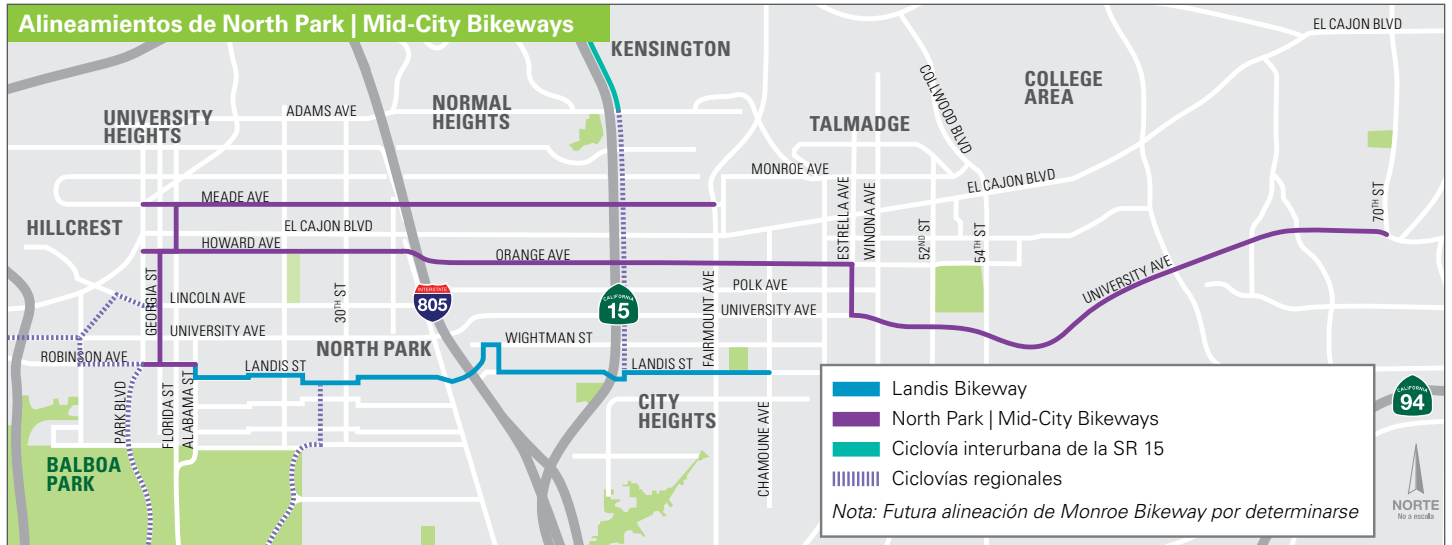 Alineamientos de North Park | Mid-City Bikeways
KENSINGTON
EL CAJON BLVD
COLLEGE
AREA
COLLWOOD BLVD
NORMAL
HEIGHTS
UNIVERSITY
HEIGHTS
ADAMS AVE
TALMADGE
MONROE AVE
EL CAJON BLVD
MEADE AVE
HILLCREST
EL CAJON BLVD
HOWARD AVE
ORANGE AVE
ESTRELLA AVE
WINONA AVE
52ND ST
54TH ST
70TH ST
UNIVERSITY AVE
GEORGIA ST
LINCOLN AVE
30TH ST
INTERSTATE
805
CALIFORNIA
15
FAIRMOUNT AVE
POLK AVE
UNIVERSITY AVE
UNIVERSITY AVE
NORTH PARK
WIGHTMAN ST
ROBINSON AVE
LANDIS ST
LANDIS ST
PARK BLVD
FLORIDA ST
ALABAMA ST
CITY
HEIGHTS
CHAMOUNE AVE
BALBOA
PARK
Landis Bikeway
North Park | Mid-City Bikeways
Ciclovía interurbana de la SR 15
Ciclovías regionales
Nota: Futura alineación de Monroe Bikeway por determinarse
CALIFORNIA
94
NORTE
No a escala